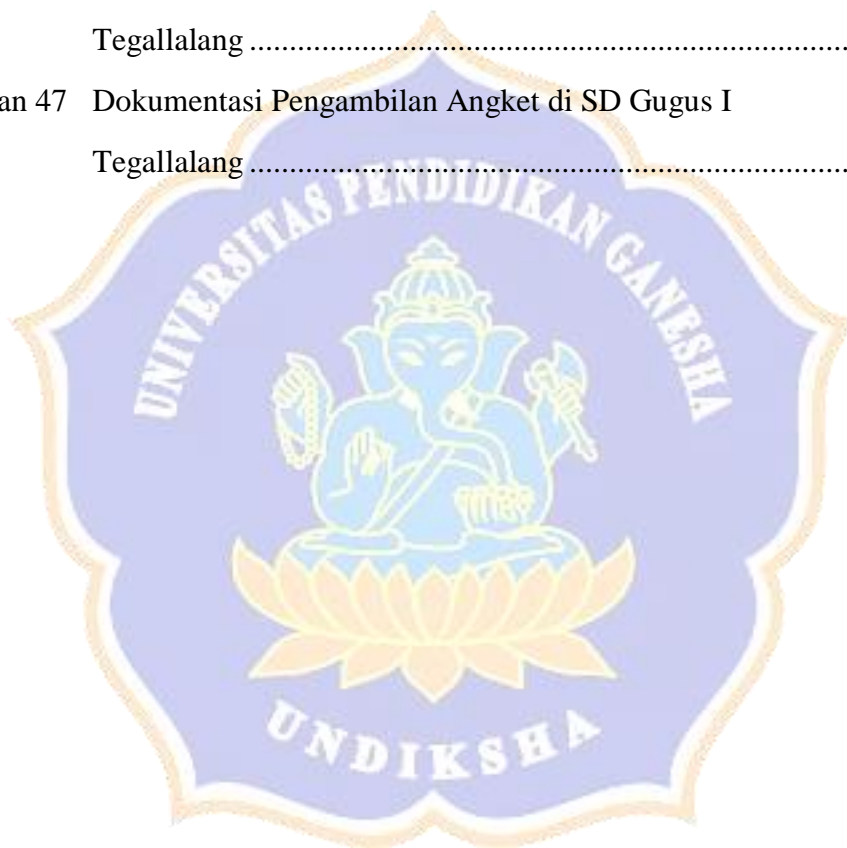 Tegallalang ................................................................
an 47 Dokumentasi Pengambilan Angket di SD Gugus I
Tegallalang ................................................................
UNIVERSITAS PENDIDIKAN GANESHA
UNDIKSHA